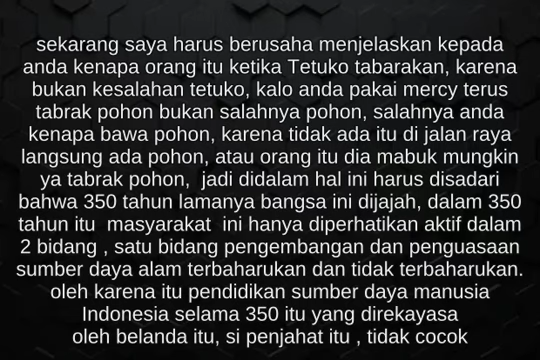 sekarang saya harus berusaha menjelaskan kepada
anda kenapa orang itu ketika Tetuko tabarakan, karena
bukan kesalahan tetuko, kalo anda pakai mercy terus
tabrak pohon bukan salahnya pohon, salahnya anda
kenapa bawa pohon, karena tidak ada itu di jalan raya
langsung ada pohon, atau orang itu dia mabuk mungkin
ya tabrak pohon,  jadi didalam hal ini harus disadari
bahwa 350 tahun lamanya bangsa ini dijajah, dalam 350
tahun itu  masyarakat  ini hanya diperhatikan aktif dalam
2 bidang , satu bidang pengembangan dan penguasaan
sumber daya alam terbaharukan dan tidak terbaharukan.
oleh karena itu pendidikan sumber daya manusia
Indonesia selama 350 itu yang direkayasa
oleh belanda itu, si penjahat itu , tidak cocok